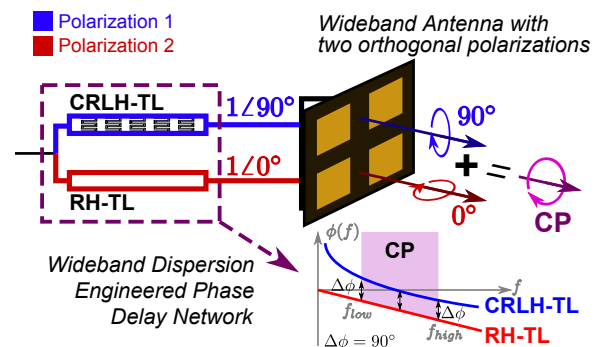 Polarization 1
Polarization 2
Wideband Antenna with
two orthogonal polarizations
CRLH-TL
1∠90°
90°
RH-TL
1∠0°
0°
+
=
CP
Wideband Dispersion
Engineered Phase
Delay Network
ϕ(f)
CP
f
Δϕ
Δϕ
f_low
f_high
CRLH-TL
RH-TL
Δϕ = 90°